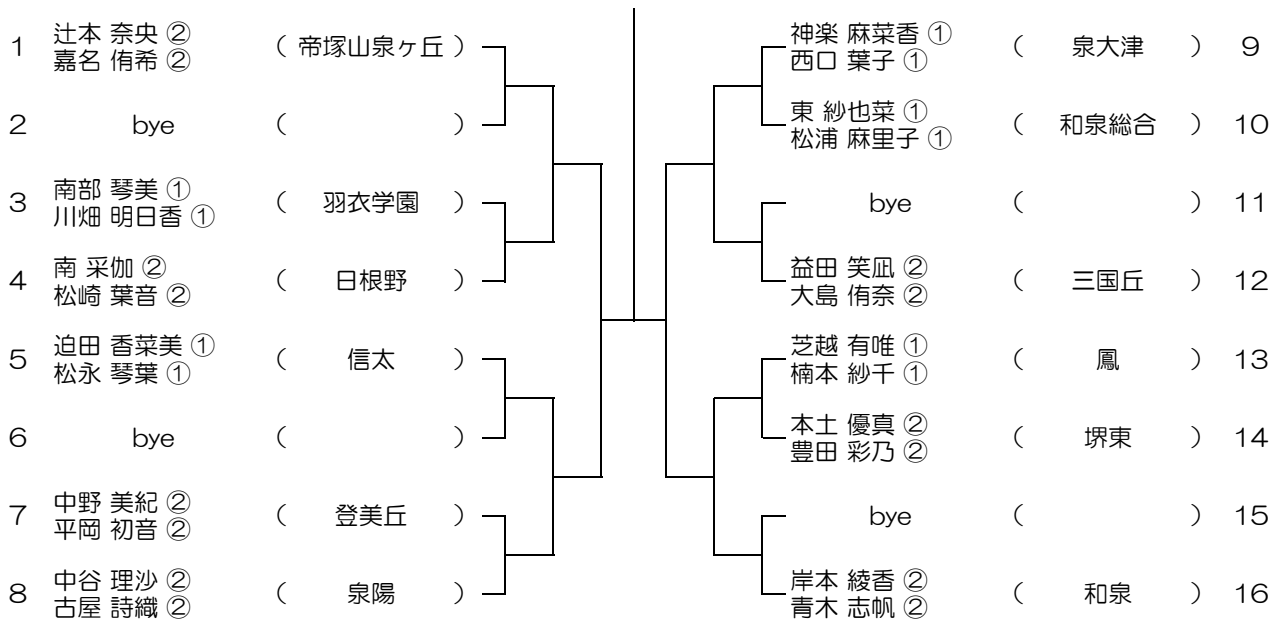 1 辻本 奈央 ② 嘉名 侑希 ② ( 帝塚山泉ヶ丘 )
2 bye ( )
3 南部 琴美 ① 川畑 明日香 ① ( 羽衣学園 )
4 南 采伽 ② 松崎 葉音 ② ( 日根野 )
5 迫田 香菜美 ① 松永 琴葉 ① ( 信太 )
6 bye ( )
7 中野 美紀 ② 平岡 初音 ② ( 登美丘 )
8 中谷 理沙 ② 古屋 詩織 ② ( 泉陽 )
神楽 麻菜香 ① 西口 葉子 ① ( 泉大津 ) 9
東 紗也菜 ① 松浦 麻里子 ① ( 和泉総合 ) 10
bye ( ) 11
益田 笑凪 ② 大島 侑奈 ② ( 三国丘 ) 12
芝越 有唯 ① 楠本 紗千 ① ( 鳳 ) 13
本土 優真 ② 豊田 彩乃 ② ( 堺東 ) 14
bye ( ) 15
岸本 綾香 ② 青木 志帆 ② ( 和泉 ) 16